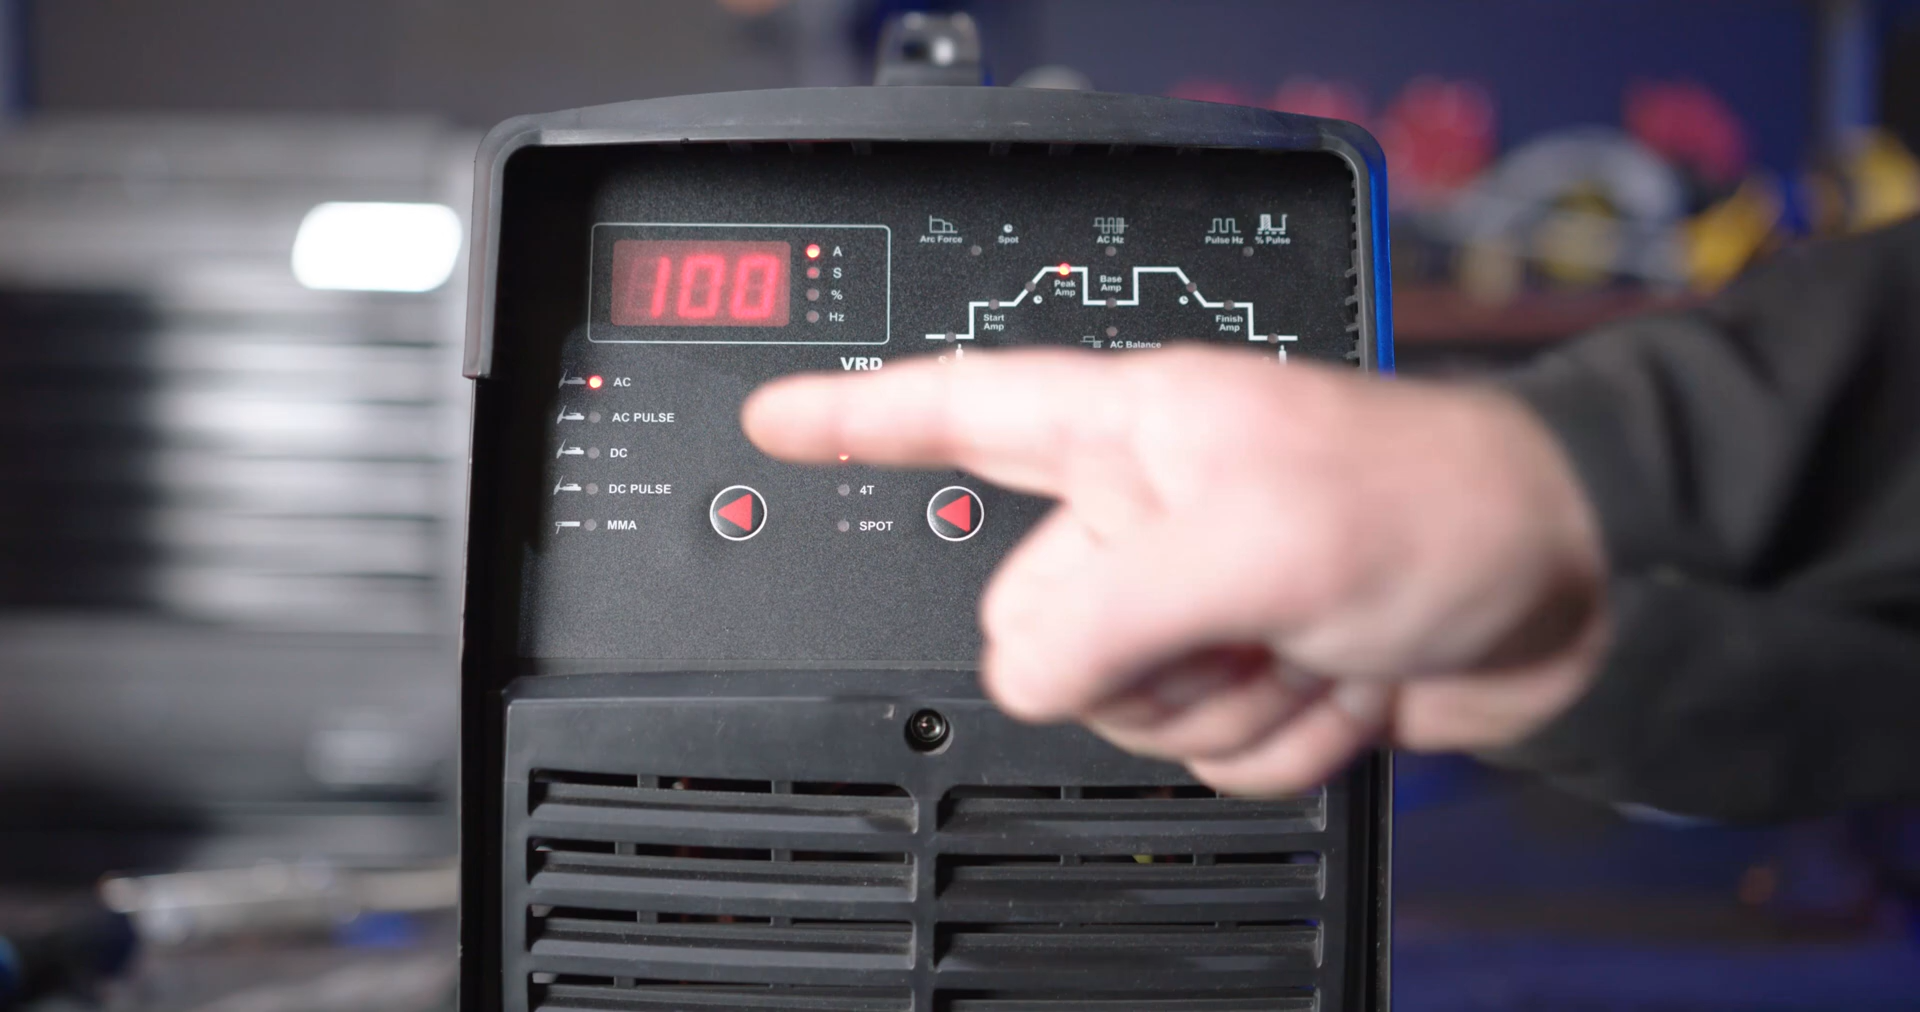 100
A
S
%
Hz
Arc Force
Spot
AC Hz
Pulse Hz
% Pulse
Start
Amp
Peak
Amp
Base
Amp
Finish
Amp
AC Balance
VRD
AC
AC PULSE
DC
DC PULSE
MMA
4T
SPOT